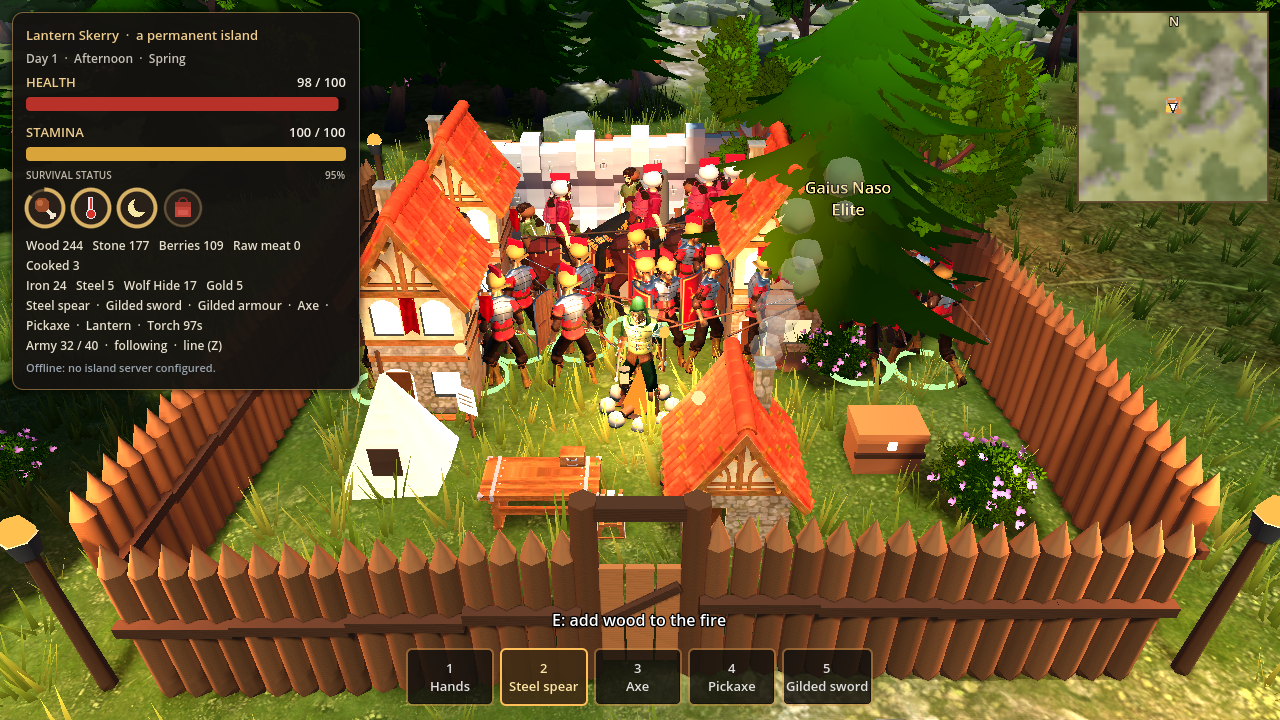 Lantern Skerry · a permanent island
Day 1 · Afternoon · Spring
HEALTH 98 / 100
STAMINA 100 / 100
SURVIVAL STATUS 95%
Wood 244 Stone 177 Berries 109 Raw meat 0
Cooked 3
Iron 24 Steel 5 Wolf Hide 17 Gold 5
Steel spear · Gilded sword · Gilded armour · Axe ·
Pickaxe · Lantern · Torch 97s
Army 32 / 40 · following · line (Z)
Offline: no island server configured.
N
Gaius Naso
Elite
E: add wood to the fire
1
Hands
2
Steel spear
3
Axe
4
Pickaxe
5
Gilded sword